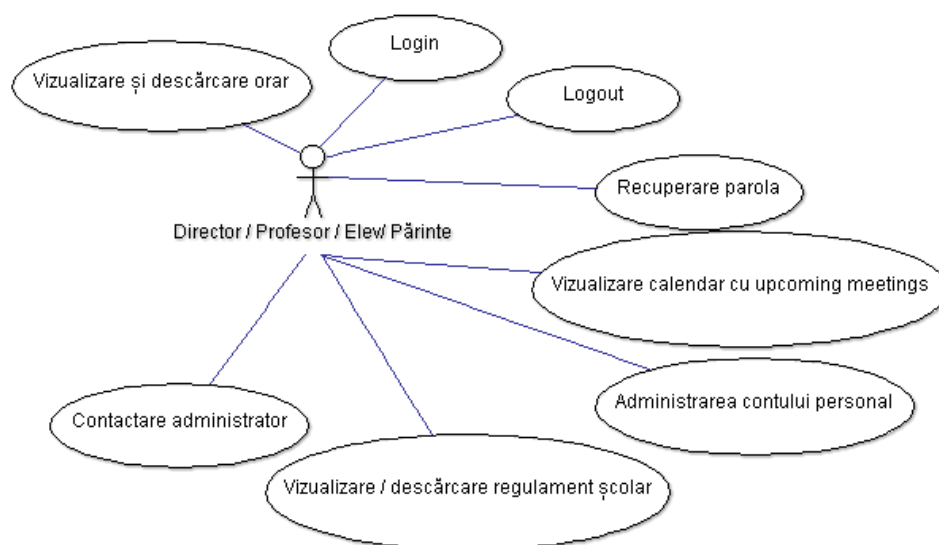 Login
Vizualizare și descărcare orar
Logout
Recuperare parola
Director / Profesor / Elev/ Părinte
Vizualizare calendar cu upcoming meetings
Administrarea contului personal
Contactare administrator
Vizualizare / descărcare regulament școlar